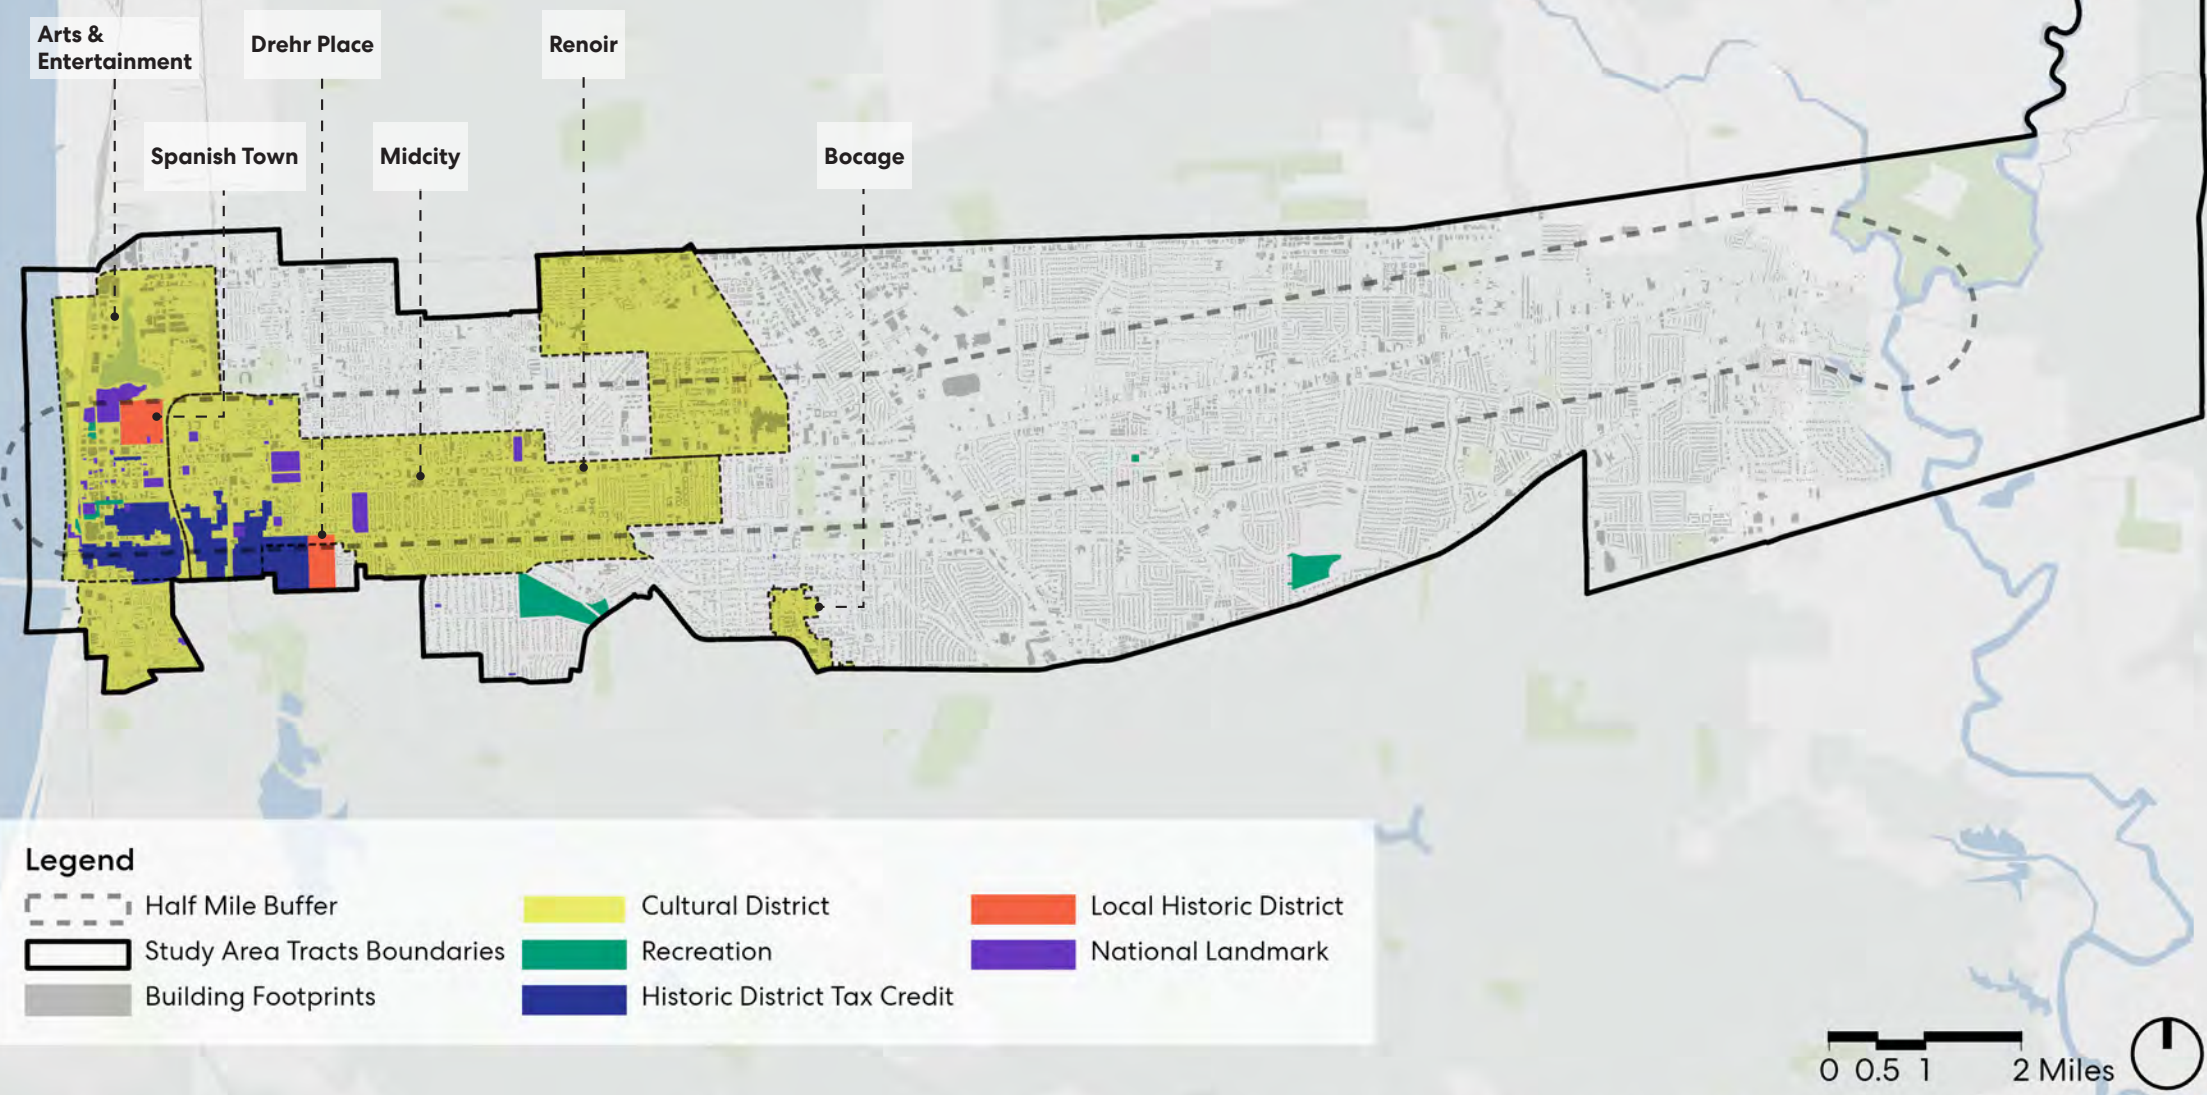 Arts &
Entertainment
Drehr Place
Renoir
Spanish Town
Midcity
Bocage
Legend
Half Mile Buffer
Study Area Tracts Boundaries
Building Footprints
Cultural District
Recreation
Historic District Tax Credit
Local Historic District
National Landmark
0 0.5 1 2 Miles